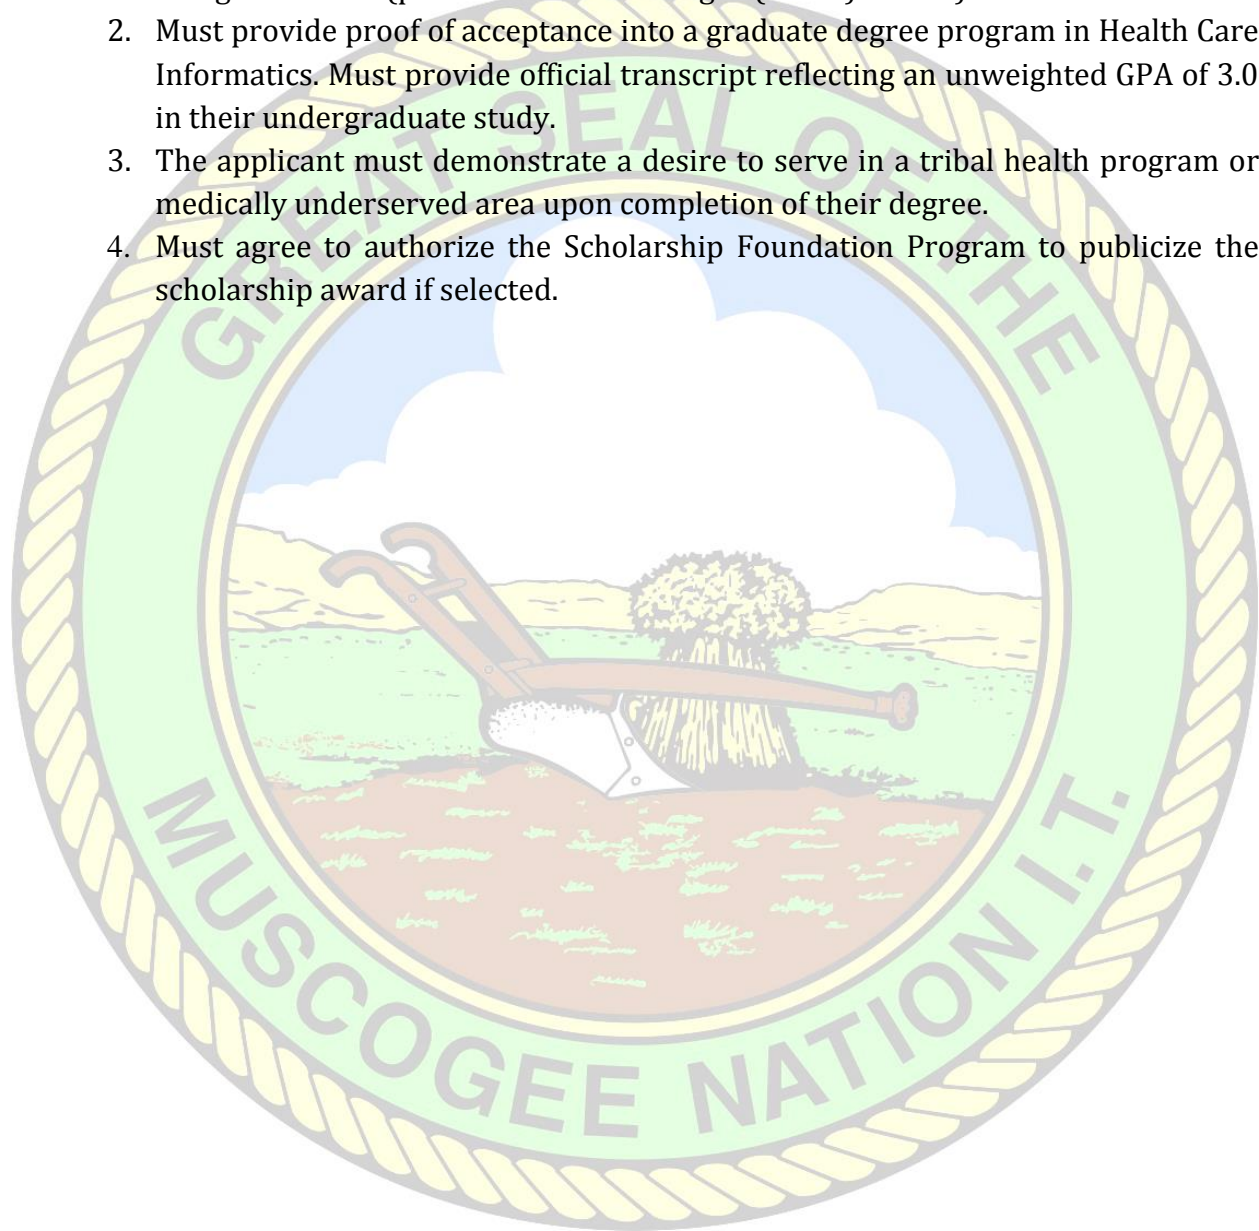 2. Must provide proof of acceptance into a graduate degree program in Health Care
Informatics. Must provide official transcript reflecting an unweighted GPA of 3.0
in their undergraduate study.
3. The applicant must demonstrate a desire to serve in a tribal health program or
medically underserved area upon completion of their degree.
4. Must agree to authorize the Scholarship Foundation Program to publicize the
scholarship award if selected.
GREAT SEAL OF THE
MUSCOGEE NATION I.T.